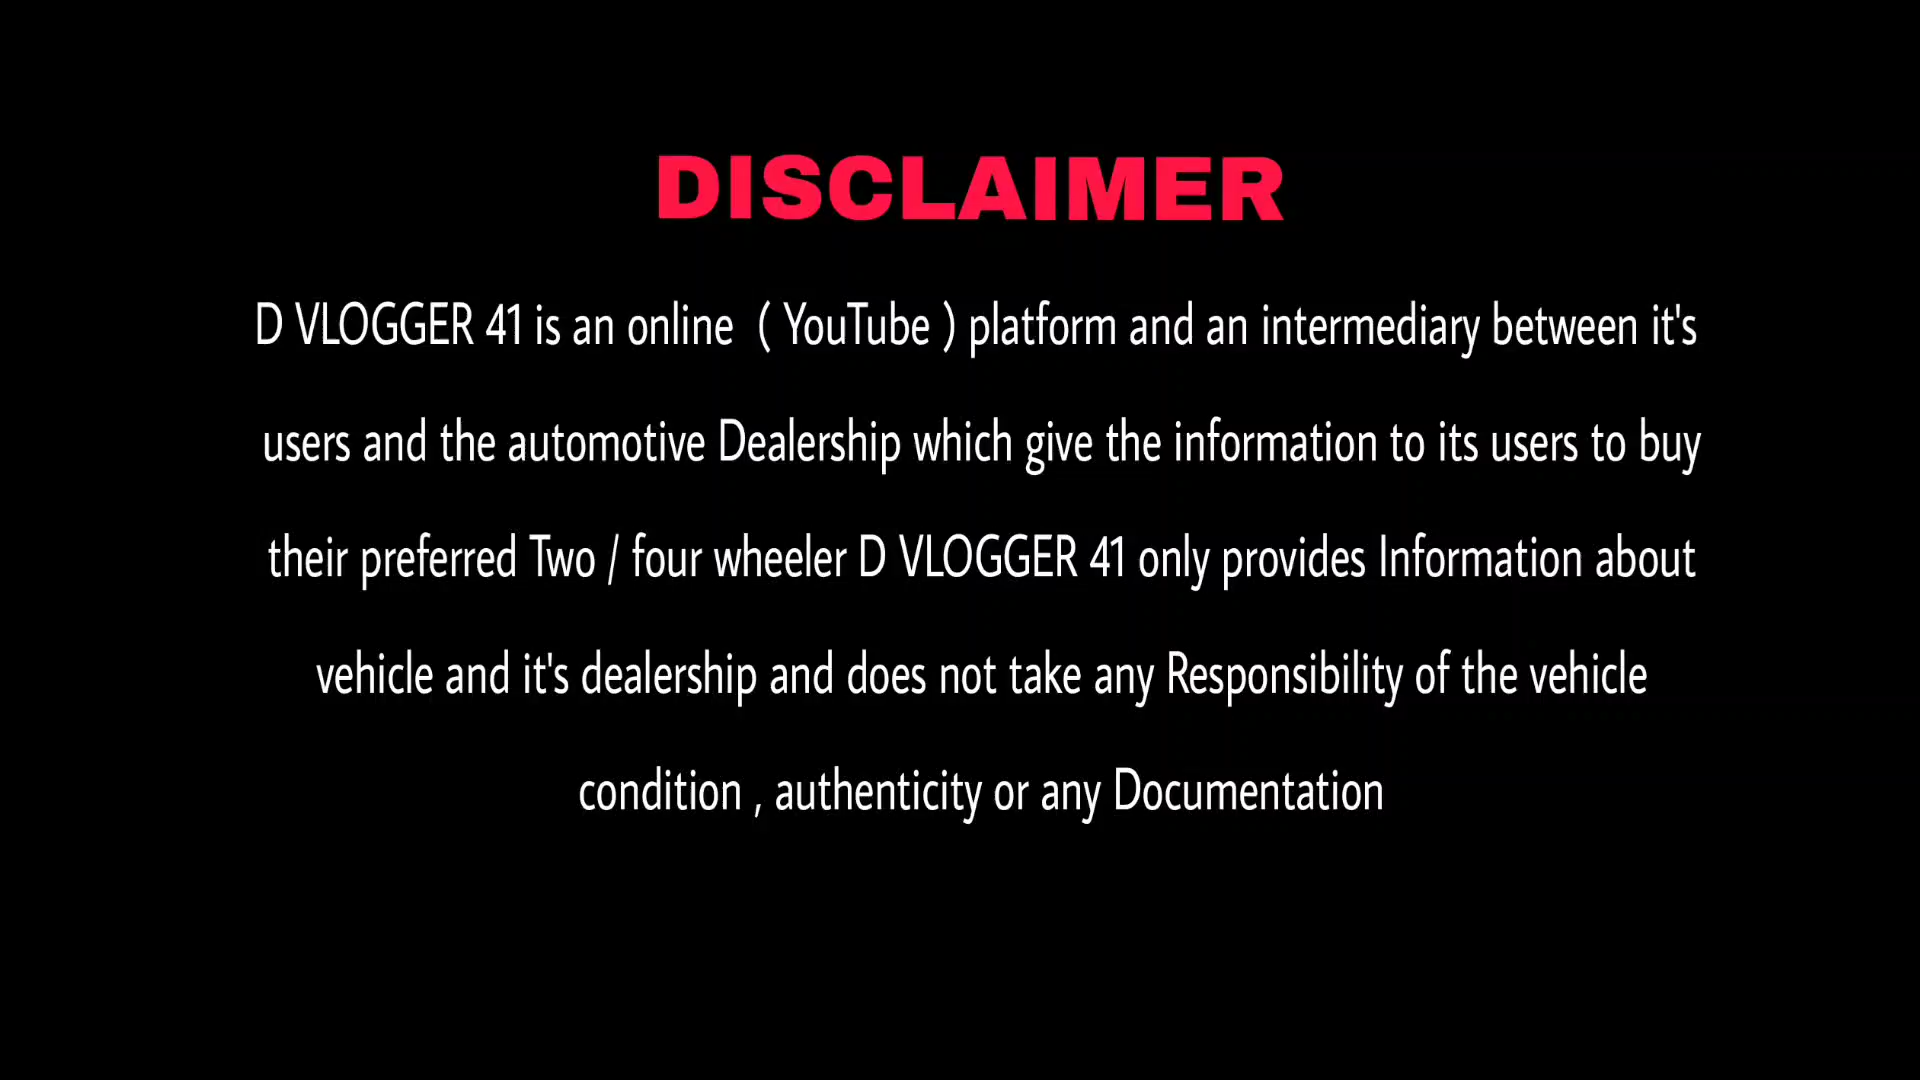 DISCLAIMER
D VLOGGER 41 is an online ( YouTube ) platform and an intermediary between it's
users and the automotive Dealership which give the information to its users to buy
their preferred Two / four wheeler D VLOGGER 41 only provides Information about
vehicle and it's dealership and does not take any Responsibility of the vehicle
condition , authenticity or any Documentation